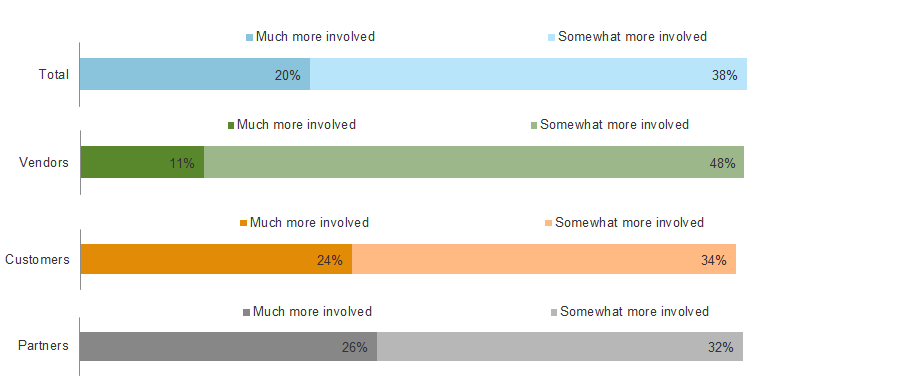 Much more involved Somewhat more involved
Total 20% 38%
Much more involved Somewhat more involved
Vendors 11% 48%
Much more involved Somewhat more involved
Customers 24% 34%
Much more involved Somewhat more involved
Partners 26% 32%